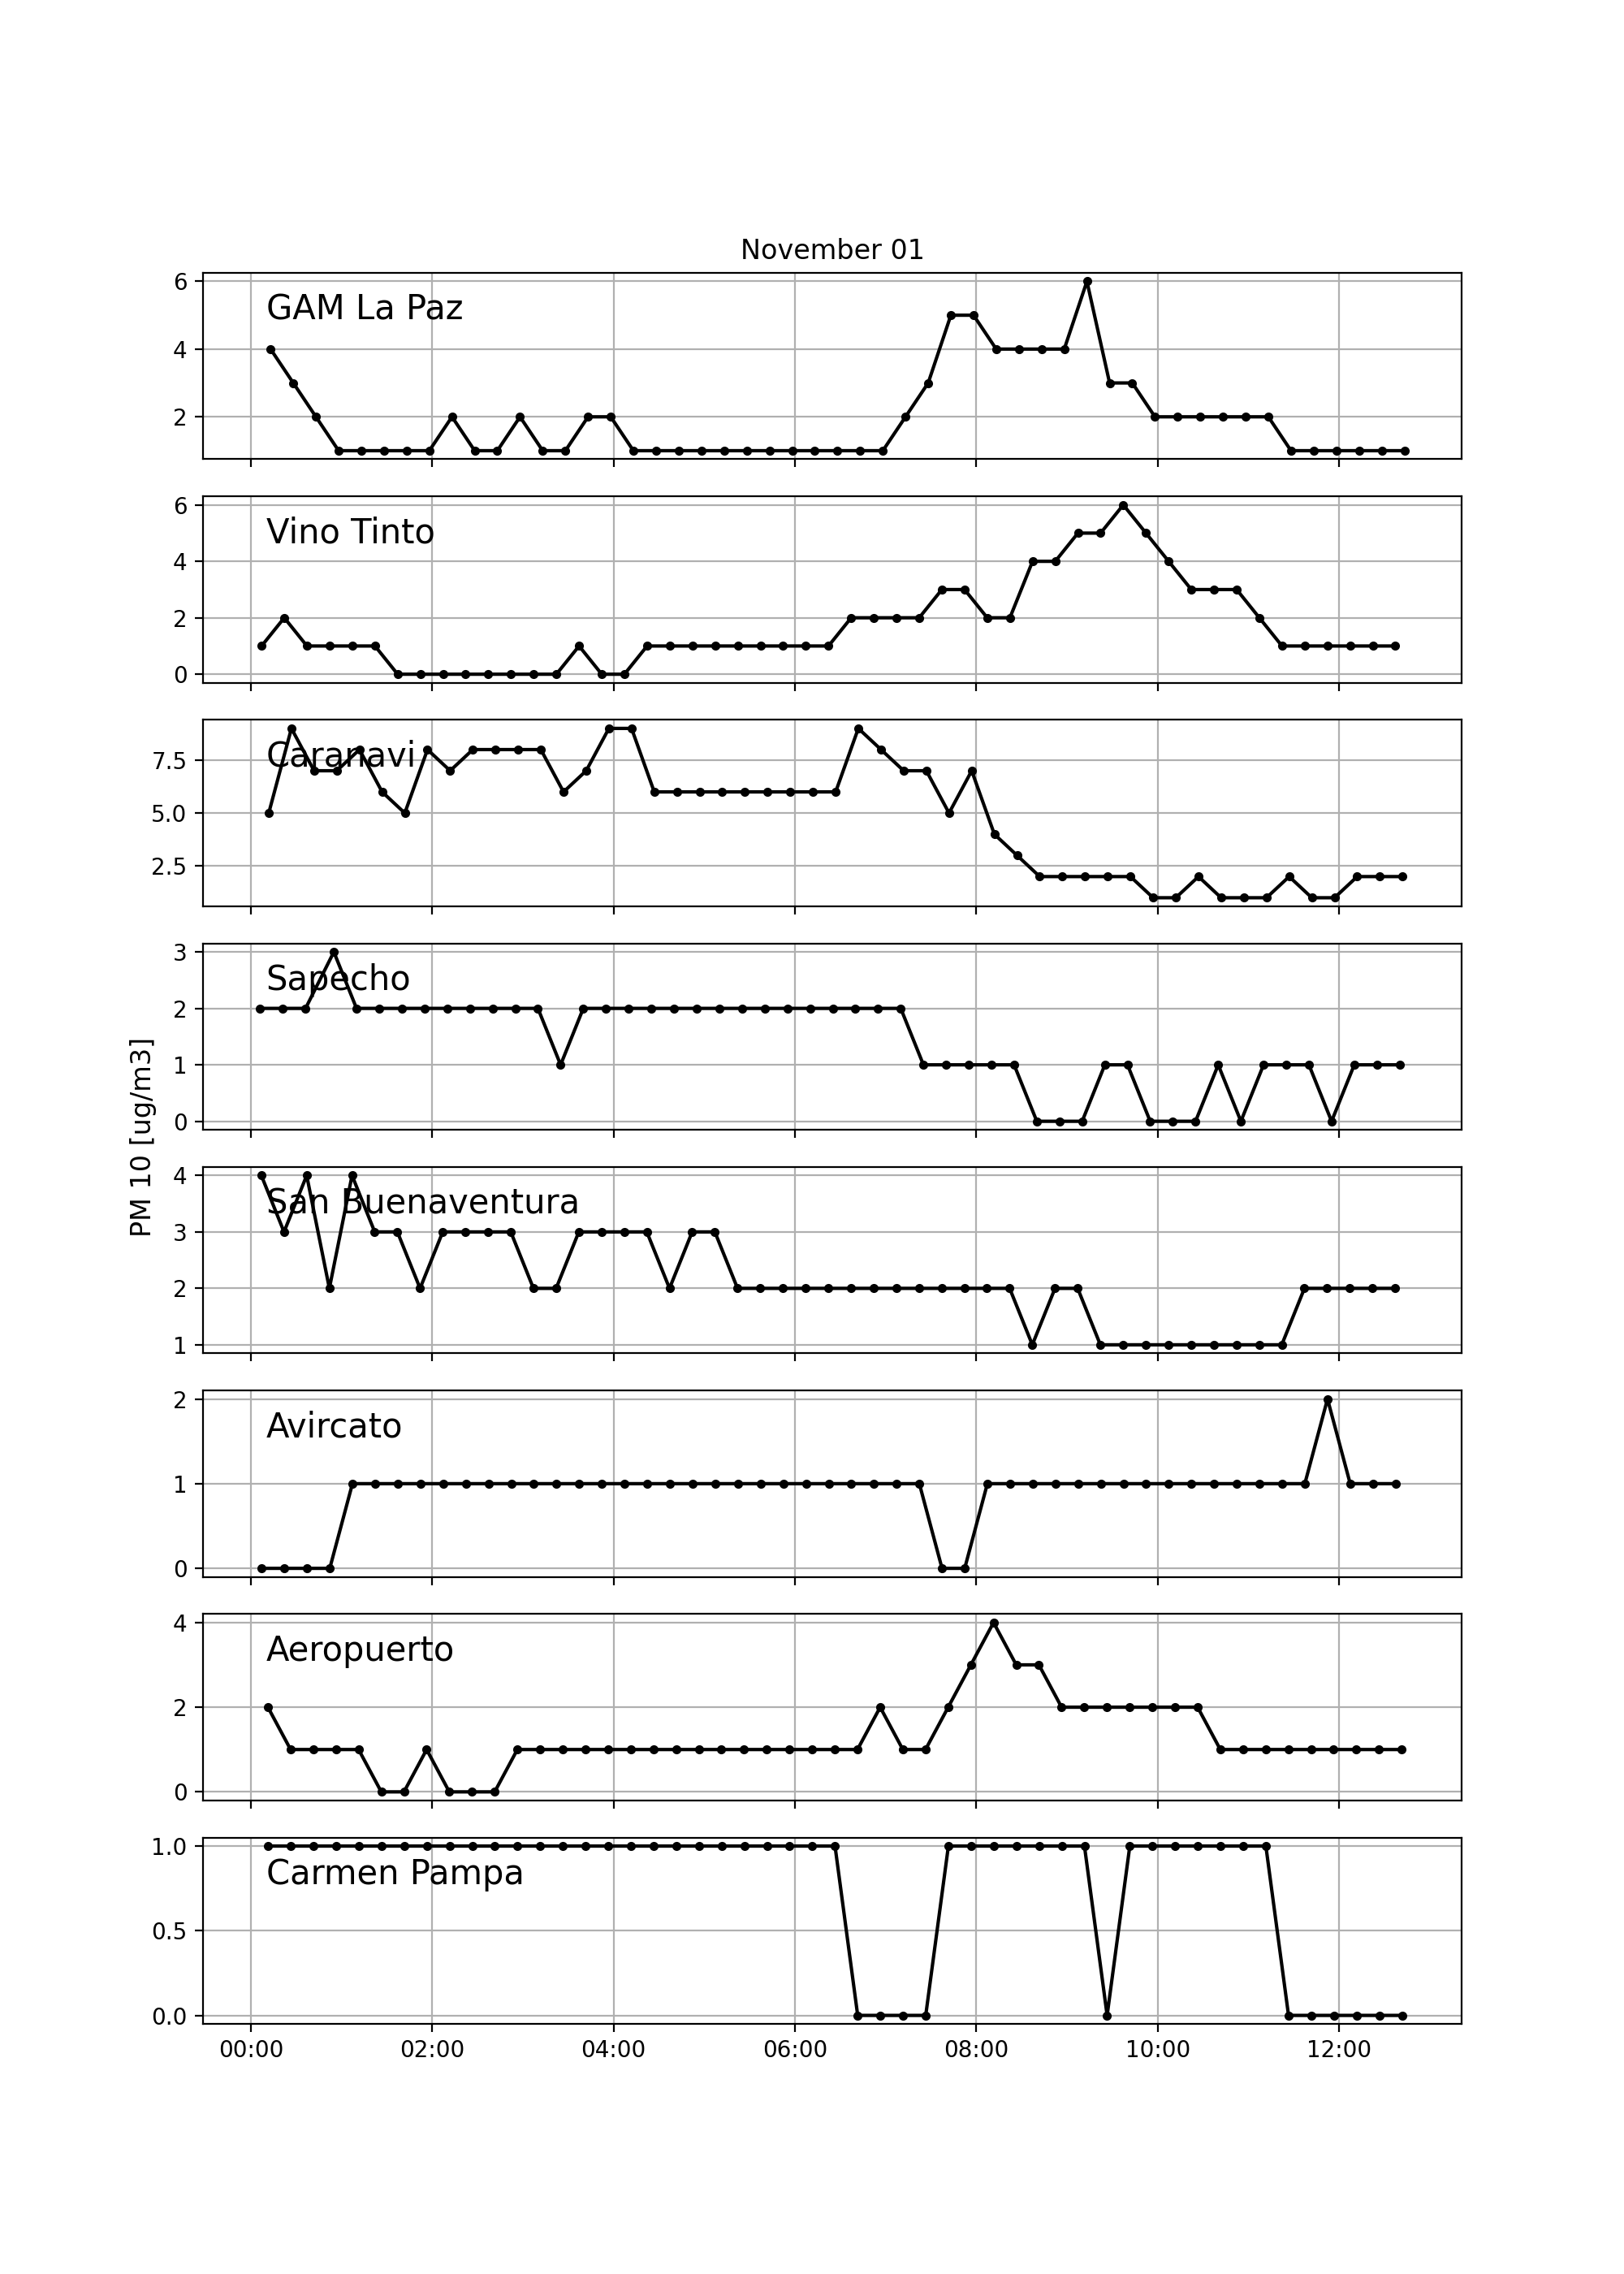 November 01
6
GAM La Paz
4
2
6
Vino Tinto
4
2
0
Caranavi
7.5
5.0
2.5
3
Sapecho
2
1
0
PM 10 [ug/m3]
4
San Buenaventura
3
2
1
2
Avircato
1
0
4
Aeropuerto
2
0
1.0
Carmen Pampa
0.5
0.0
00:00 02:00 04:00 06:00 08:00 10:00 12:00